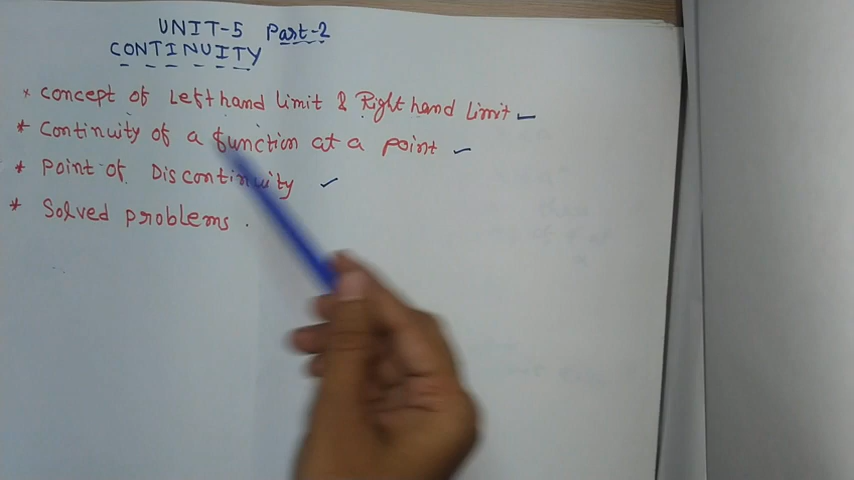 UNIT-5 Part-2
CONTINUITY
* Concept of Left hand limit & Right hand Limit
* Continuity of a function at a point
* Point of Discontinuity
* Solved problems.